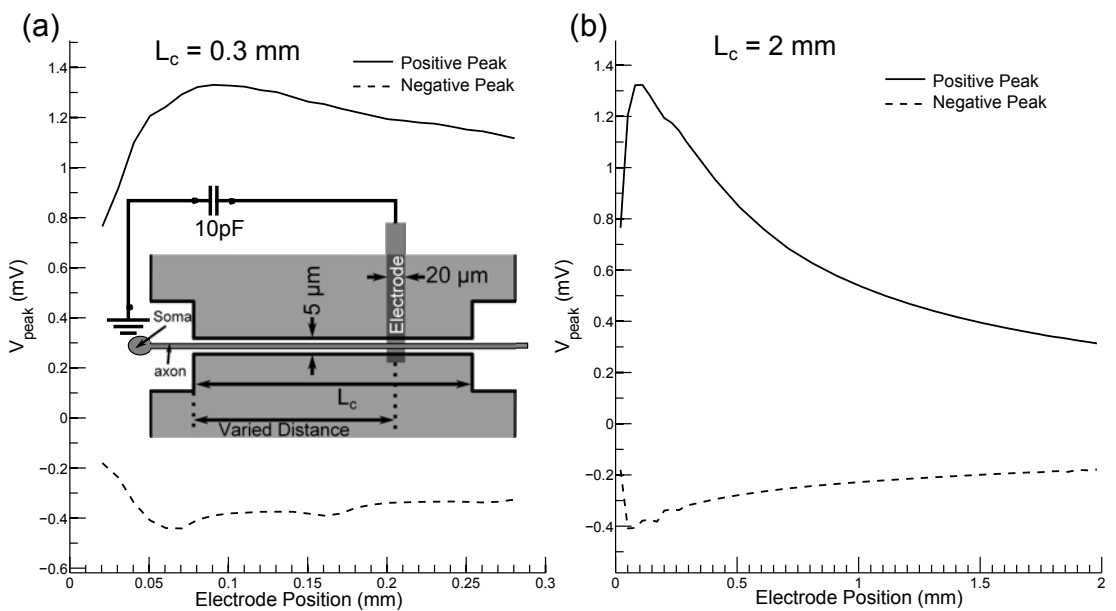 (a)
L_c = 0.3 mm
Positive Peak
Negative Peak
V_peak (mV)
1.4
1.2
1
0.8
0.6
0.4
0.2
0
−0.2
−0.4
−0.6
10pF
Soma
axon
5 µm
Electrode
20 µm
L_c
Varied Distance
0
0.05
0.1
0.15
0.2
0.25
0.3
Electrode Position (mm)
(b)
L_c = 2 mm
Positive Peak
Negative Peak
V_peak (mV)
1.4
1.2
1
0.8
0.6
0.4
0.2
0
−0.2
−0.4
0
0.5
1
1.5
2
Electrode Position (mm)